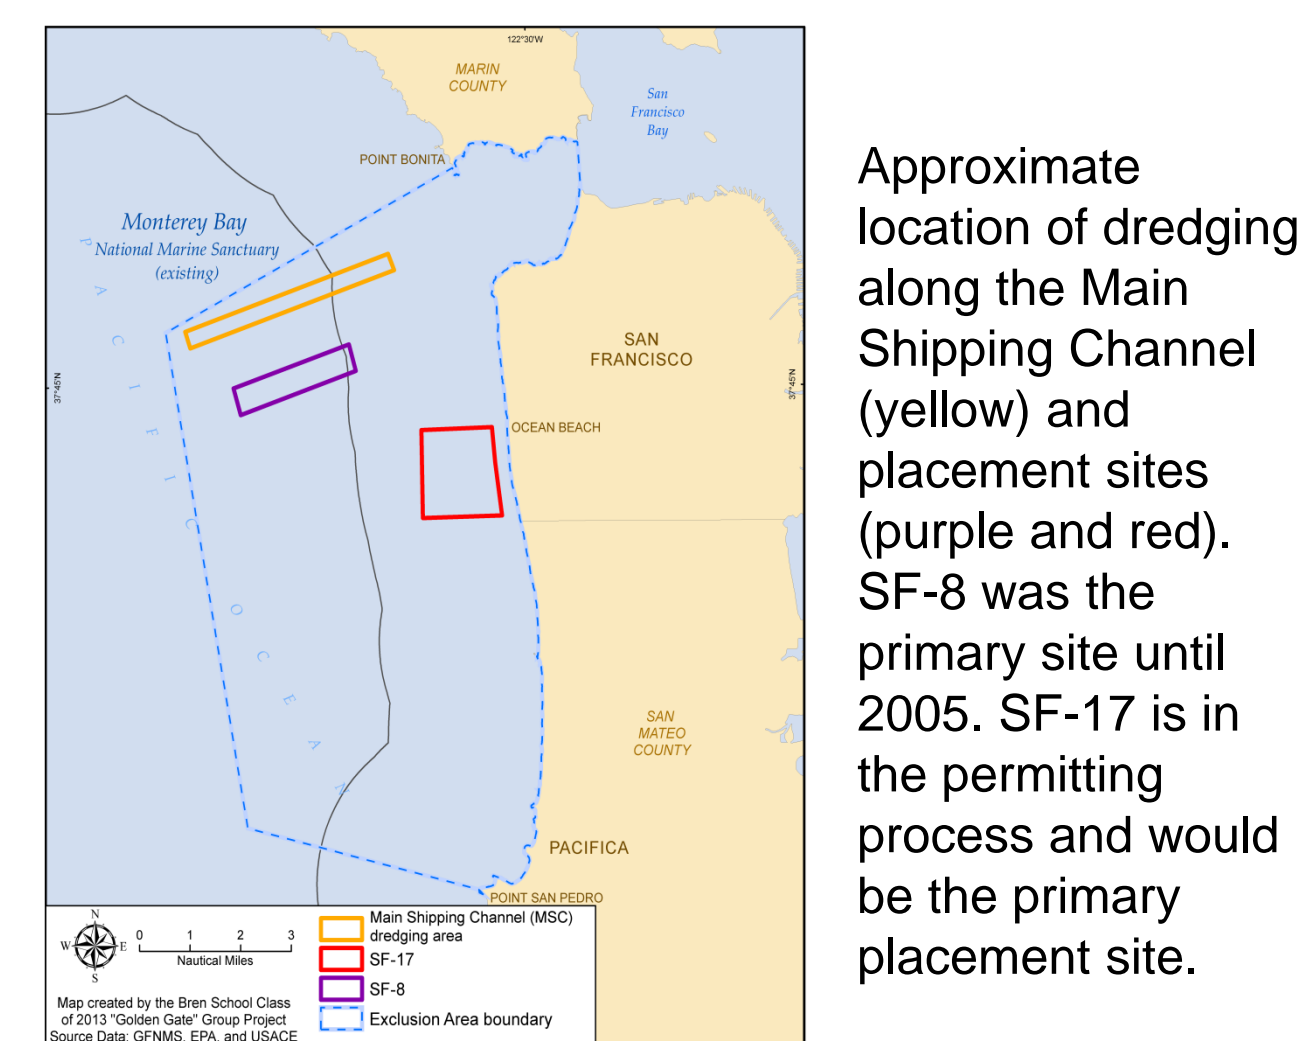 122°30'W
MARIN
COUNTY
San
Francisco
Bay
POINT BONITA
Monterey Bay
National Marine Sanctuary
(existing)
PACIFIC OCEAN
SAN
FRANCISCO
37°45'N
37°45'N
OCEAN BEACH
SAN
MATEO
COUNTY
PACIFICA
POINT SAN PEDRO
N
W
E
S
0 1 2 3
Nautical Miles
Map created by the Bren School Class
of 2013 "Golden Gate" Group Project
Source Data: GFNMS, EPA, and USACE
Main Shipping Channel (MSC)
dredging area
SF-17
SF-8
Exclusion Area boundary
Approximate
location of dredging
along the Main
Shipping Channel
(yellow) and
placement sites
(purple and red).
SF-8 was the
primary site until
2005. SF-17 is in
the permitting
process and would
be the primary
placement site.